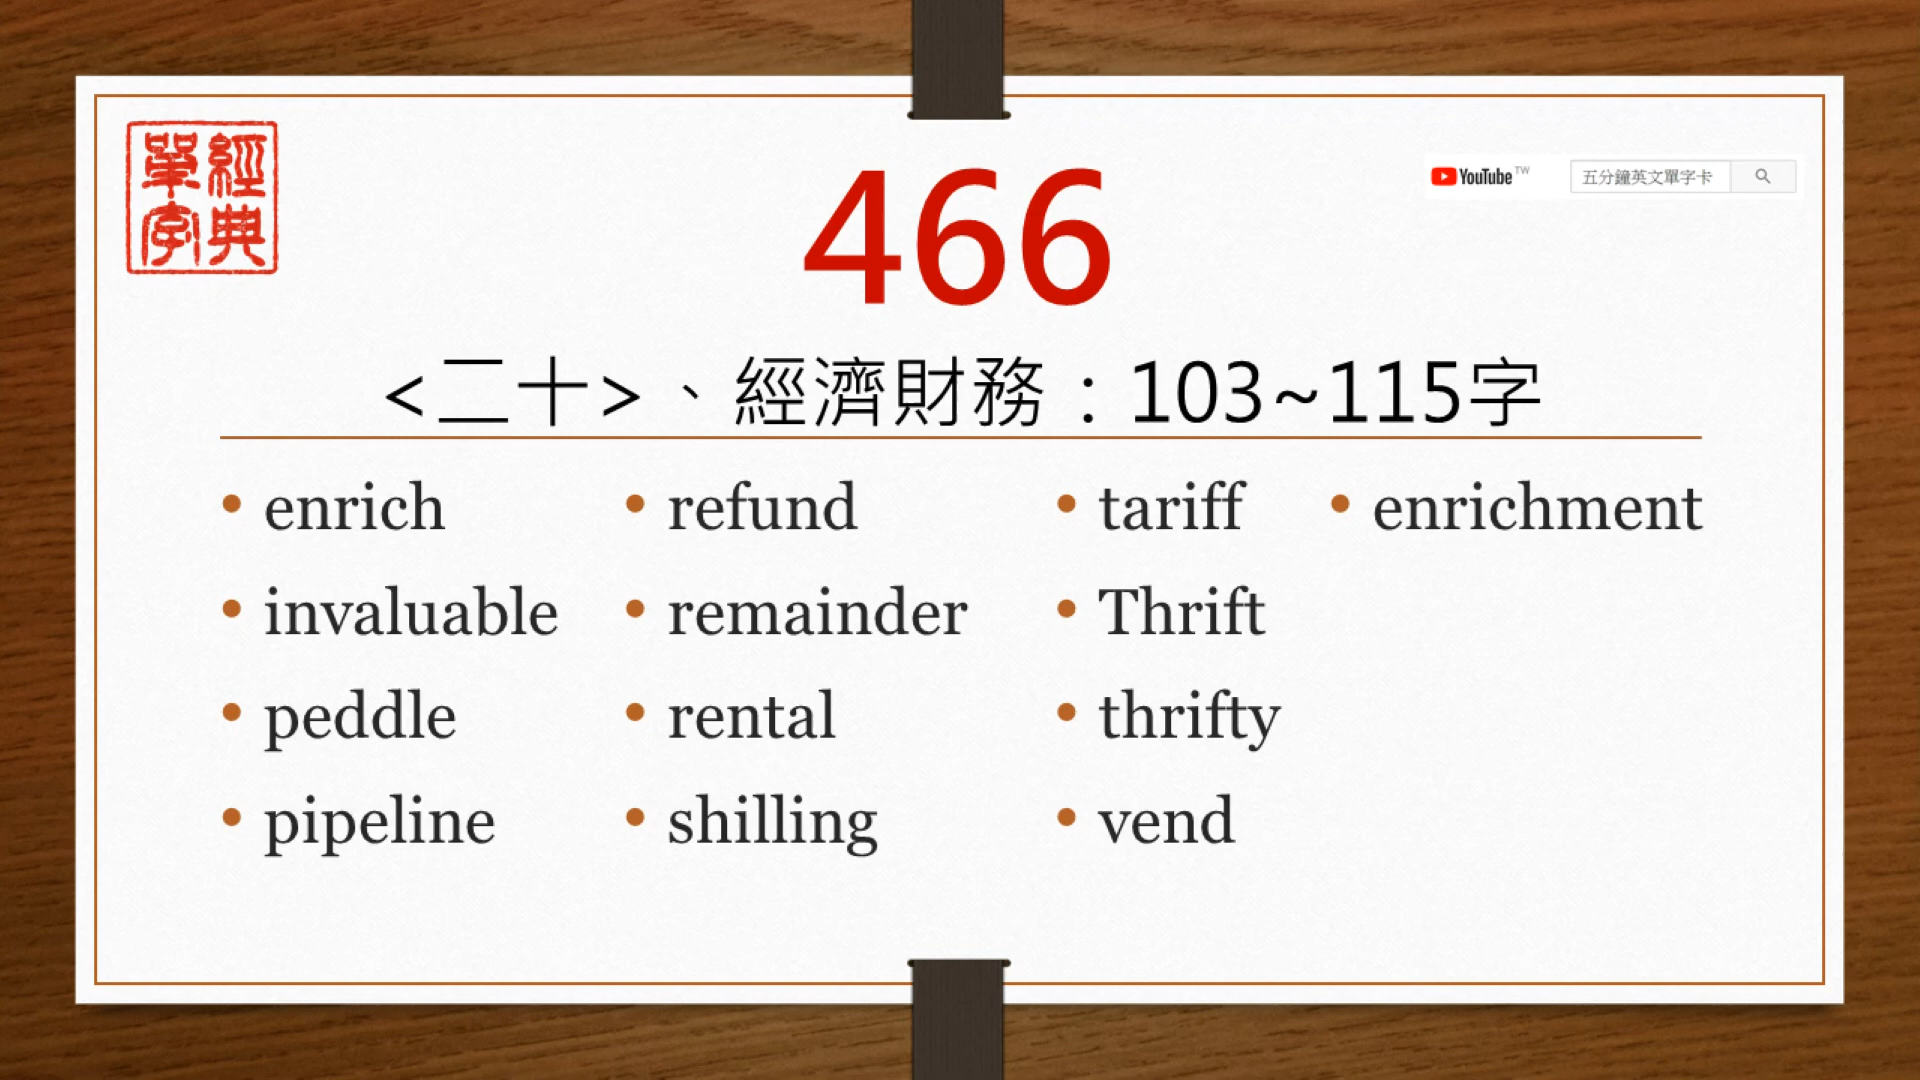 經典
單字
466
YouTube TW
五分鐘英文單字卡
<二十>、經濟財務：103~115字
• enrich
• invaluable
• peddle
• pipeline
• refund
• remainder
• rental
• shilling
• tariff
• Thrift
• thrifty
• vend
• enrichment